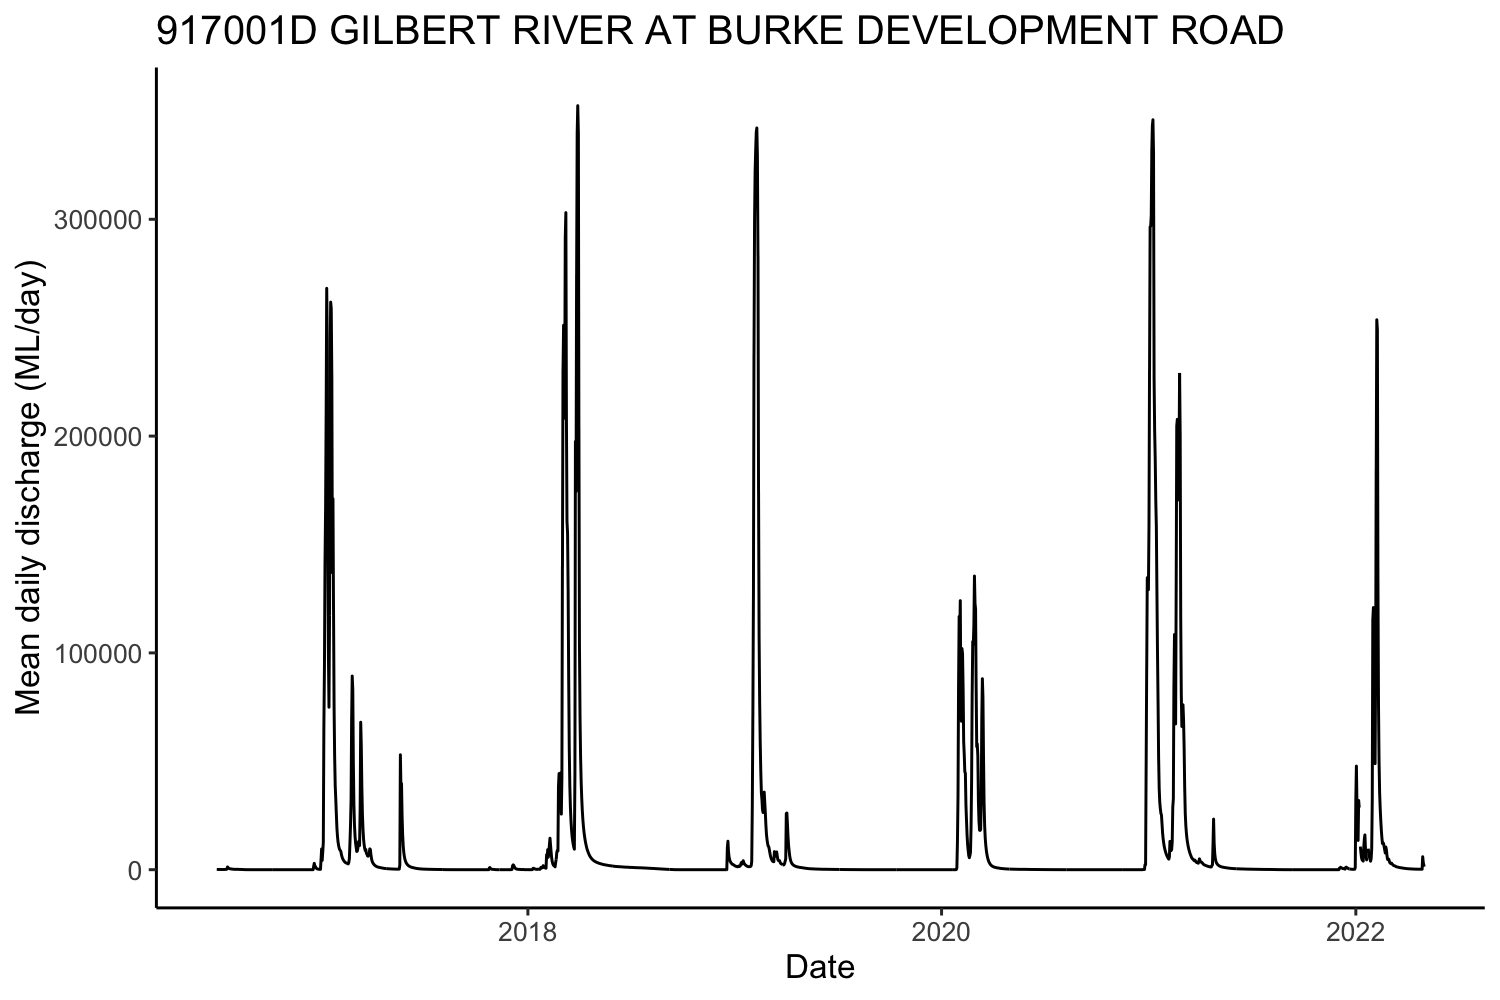 917001D GILBERT RIVER AT BURKE DEVELOPMENT ROAD
Mean daily discharge (ML/day)
300000
200000
100000
0
2018
2020
2022
Date